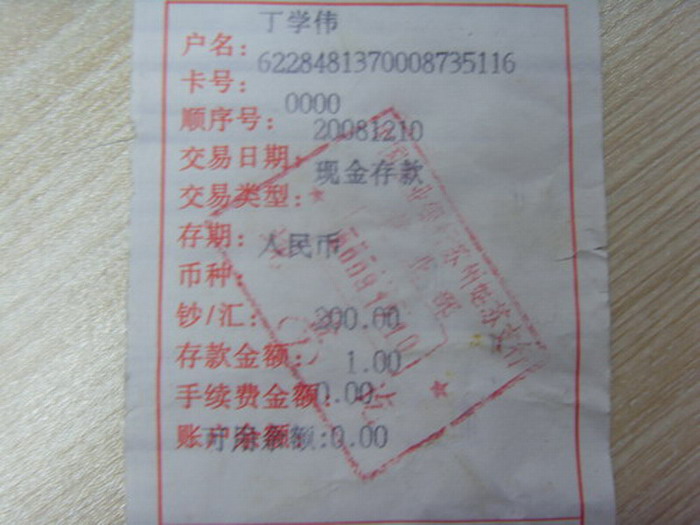 丁学伟
户名:
6228481370008735116
卡号:
0000
顺序号:
20081210
交易日期:
现金存款
交易类型:
存期:
人民币
币种:
钞/汇:
200.00
存款金额:
1.00
手续费金额:
0.00
账户余额:
0.00